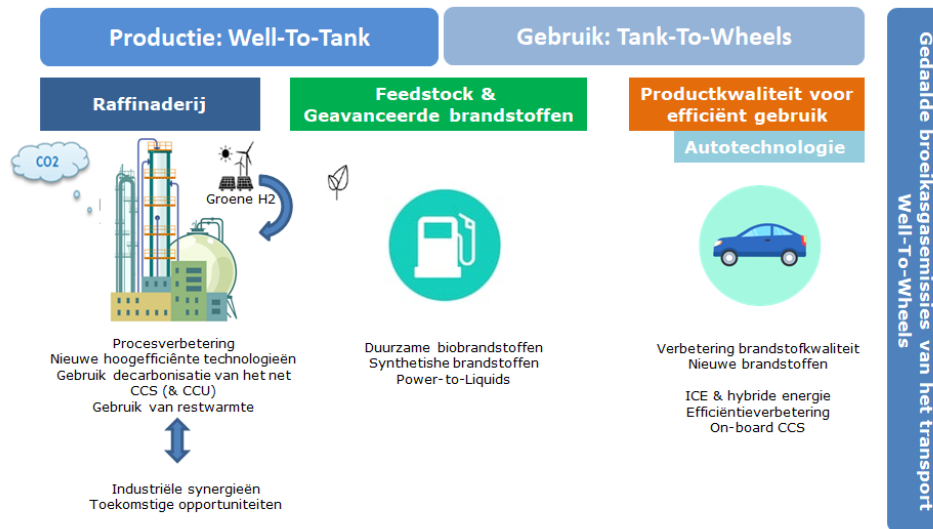 Productie: Well-To-Tank
Gebruik: Tank-To-Wheels
Raffinaderij
Feedstock &
Geavanceerde brandstoffen
Productkwaliteit voor
efficiënt gebruik
Autotechnologie
CO2
Groene H2
Procesverbetering
Nieuwe hoogefficiënte technologieën
Gebruik decarbonisatie van het net
CCS (& CCU)
Gebruik van restwarmte
Industriële synergieën
Toekomstige opportuniteiten
Duurzame biobrandstoffen
Synthetishe brandstoffen
Power-to-Liquids
Verbetering brandstofkwaliteit
Nieuwe brandstoffen
ICE & hybride energie
Efficiëntieverbetering
On-board CCS
Gedaalde broeikasgasemissies van het transport
Well-To-Wheels